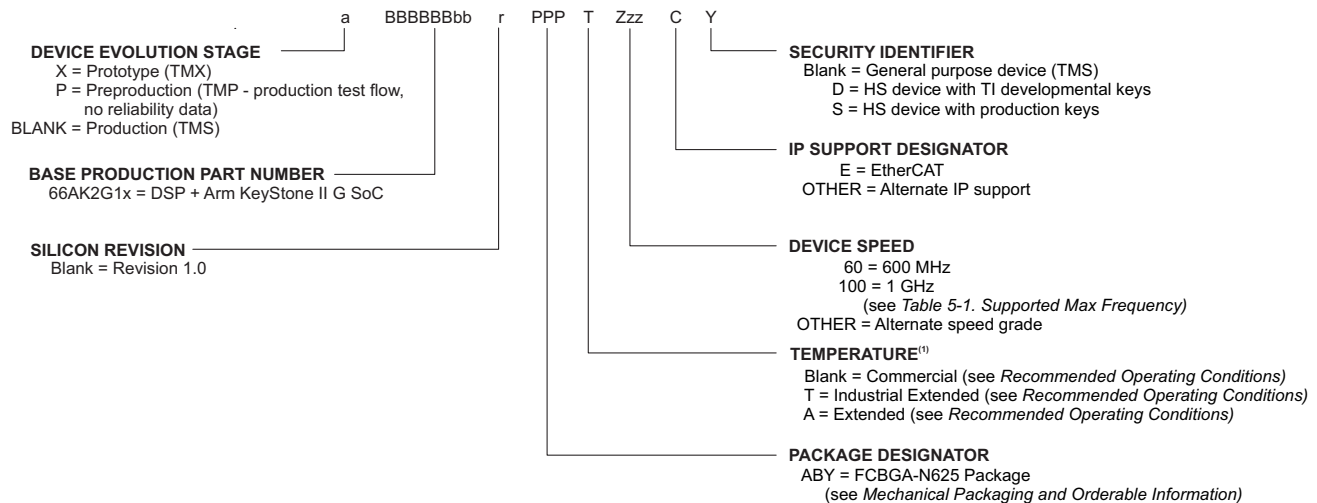 a BBBBBBbb r PPP T Zzz C Y
DEVICE EVOLUTION STAGE
X = Prototype (TMX)
P = Preproduction (TMP - production test flow,
no reliability data)
BLANK = Production (TMS)
BASE PRODUCTION PART NUMBER
66AK2G1x = DSP + Arm KeyStone II G SoC
SILICON REVISION
Blank = Revision 1.0
SECURITY IDENTIFIER
Blank = General purpose device (TMS)
D = HS device with TI developmental keys
S = HS device with production keys
IP SUPPORT DESIGNATOR
E = EtherCAT
OTHER = Alternate IP support
DEVICE SPEED
60 = 600 MHz
100 = 1 GHz
(see Table 5-1. Supported Max Frequency)
OTHER = Alternate speed grade
TEMPERATURE(1)
Blank = Commercial (see Recommended Operating Conditions)
T = Industrial Extended (see Recommended Operating Conditions)
A = Extended (see Recommended Operating Conditions)
PACKAGE DESIGNATOR
ABY = FCBGA-N625 Package
(see Mechanical Packaging and Orderable Information)